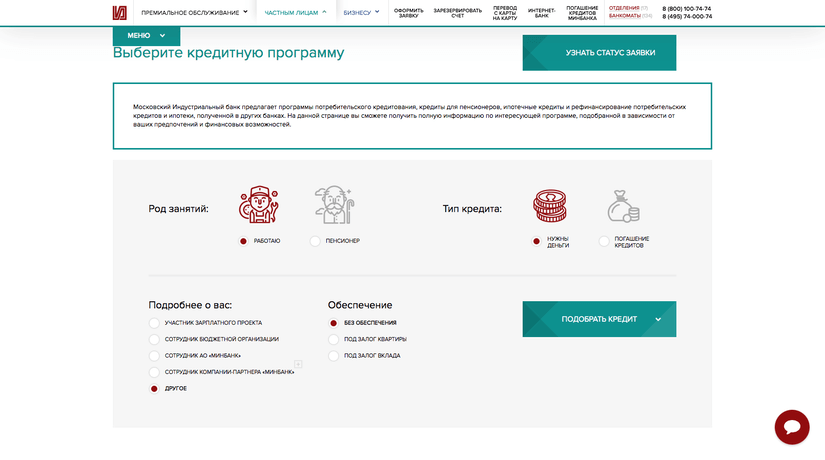 ПРЕМИАЛЬНОЕ ОБСЛУЖИВАНИЕ
ЧАСТНЫМ ЛИЦАМ
БИЗНЕСУ
ОФОРМИТЬ
ЗАЯВКУ
ЗАРЕЗЕРВИРОВАТЬ
СЧЕТ
ПЕРЕВОД
С КАРТЫ
НА КАРТУ
ИНТЕРНЕТ-
БАНК
ПОГАШЕНИЕ
КРЕДИТОВ
МИНБАНКА
ОТДЕЛЕНИЯ
БАНКОМАТЫ
8 (800) 100-74-74
8 (495) 74-000-74
МЕНЮ
Выберите кредитную программу
УЗНАТЬ СТАТУС ЗАЯВКИ
Московский Индустриальный банк предлагает программы потребительского кредитования, кредиты для пенсионеров, ипотечные кредиты и рефинансирование потребительских
кредитов и ипотеки, полученной в других банках. На данной странице вы сможете получить полную информацию по интересующей программе, подобранной в зависимости от
ваших предпочтений и финансовых возможностей.
Род занятий:
РАБОТАЮ
ПЕНСИОНЕР
Тип кредита:
НУЖНЫ
ДЕНЬГИ
ПОГАШЕНИЕ
КРЕДИТОВ
Подробнее о вас:
УЧАСТНИК ЗАРПЛАТНОГО ПРОЕКТА
СОТРУДНИК БЮДЖЕТНОЙ ОРГАНИЗАЦИИ
СОТРУДНИК АО «МИНБАНК»
СОТРУДНИК КОМПАНИИ-ПАРТНЕРА «МИНБАНК»
ДРУГОЕ
Обеспечение
БЕЗ ОБЕСПЕЧЕНИЯ
ПОД ЗАЛОГ КВАРТИРЫ
ПОД ЗАЛОГ ВКЛАДА
ПОДОБРАТЬ КРЕДИТ